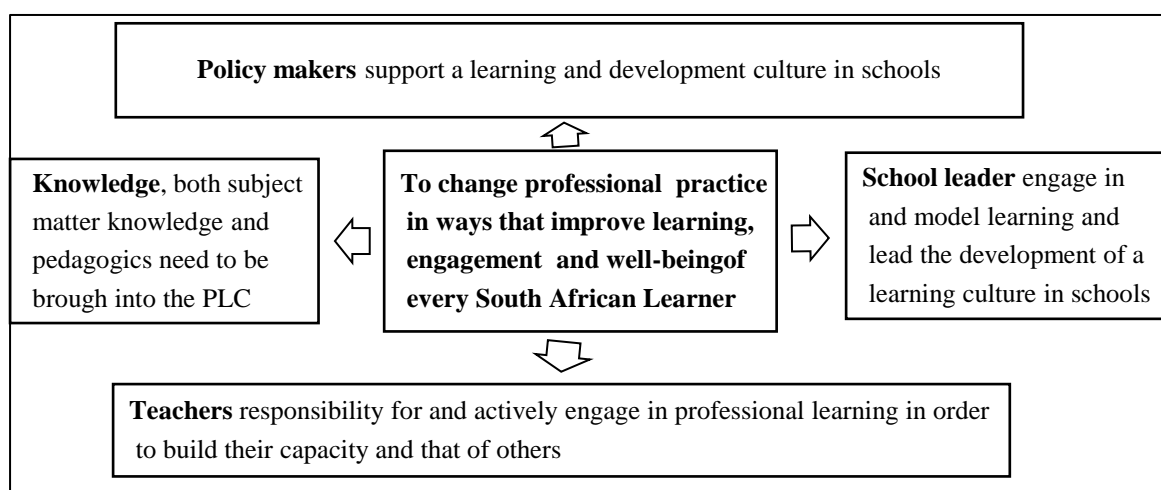 Policy makers support a learning and development culture in schools
Knowledge, both subject
matter knowledge and
pedagogics need to be
brough into the PLC
To change professional practice
in ways that improve learning,
engagement and well-beingof
every South African Learner
School leader engage in
and model learning and
lead the development of a
learning culture in schools
Teachers responsibility for and actively engage in professional learning in order
to build their capacity and that of others